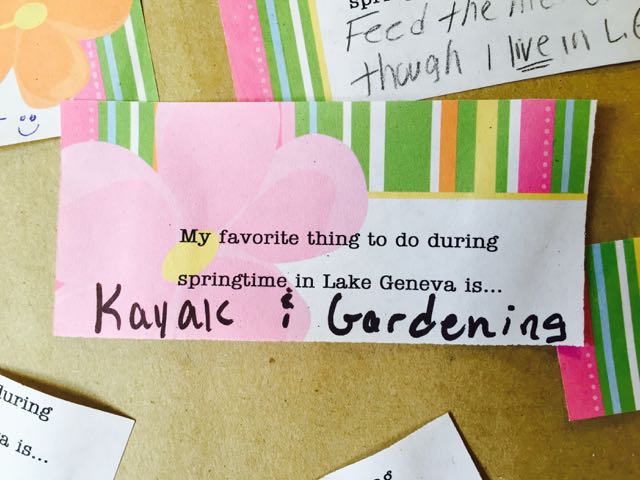 Feed the
though I live in
My favorite thing to do during
springtime in Lake Geneva is...
Kayak & Gardening
during
a is...